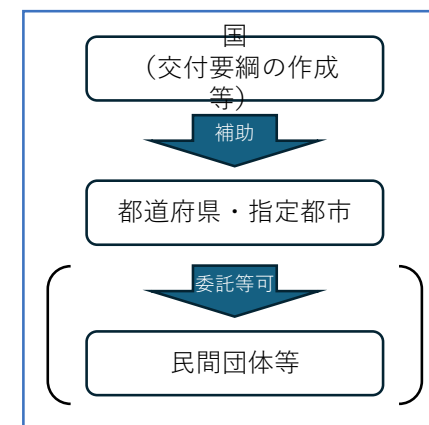 国
（交付要綱の作成
等）
補助
都道府県・指定都市
委託等可
民間団体等